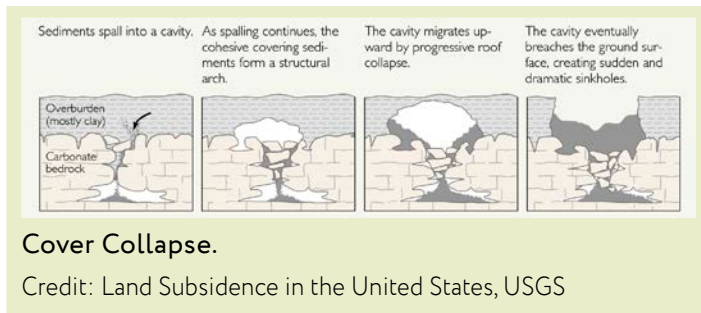 Sediments spall into a cavity.
As spalling continues, the
cohesive covering sedi-
ments form a structural
arch.
The cavity migrates up-
ward by progressive roof
collapse.
The cavity eventually
breaches the ground sur-
face, creating sudden and
dramatic sinkholes.
Overburden
(mostly clay)
Carbonate
bedrock
Cover Collapse.
Credit: Land Subsidence in the United States, USGS